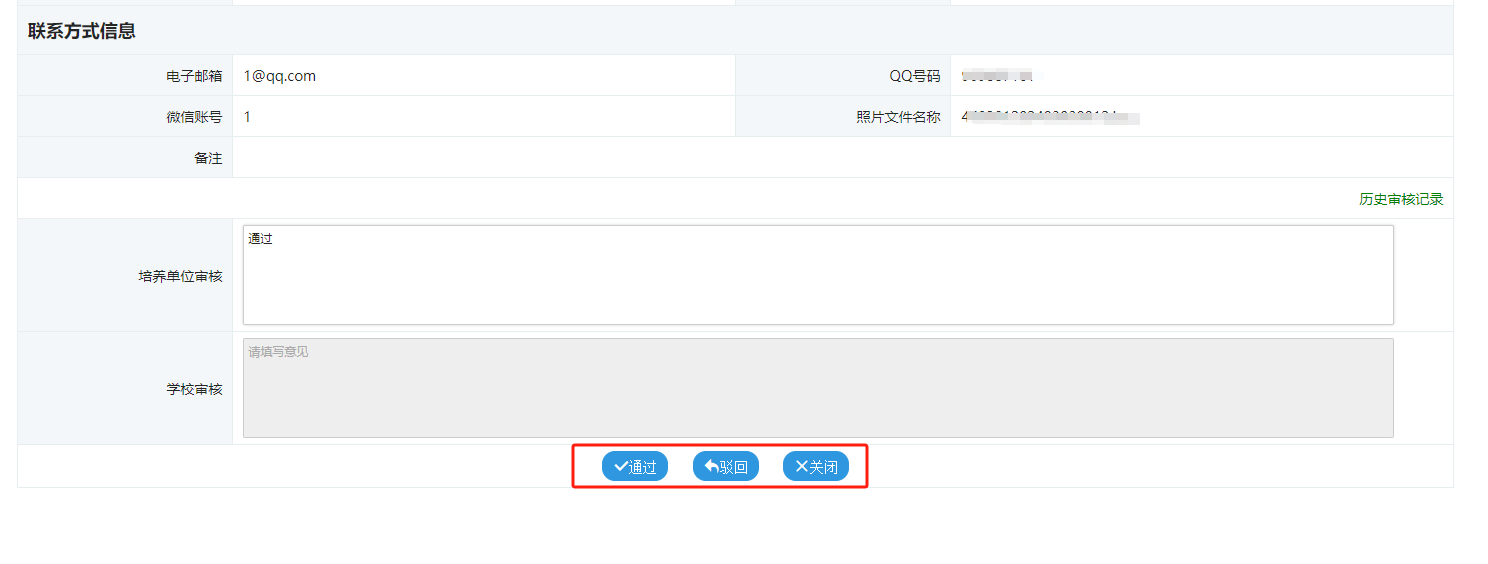 联系方式信息
电子邮箱 1@qq.com QQ号码
微信账号 1 照片文件名称
备注
历史审核记录
培养单位审核 通过
学校审核 请填写意见
通过 驳回 关闭